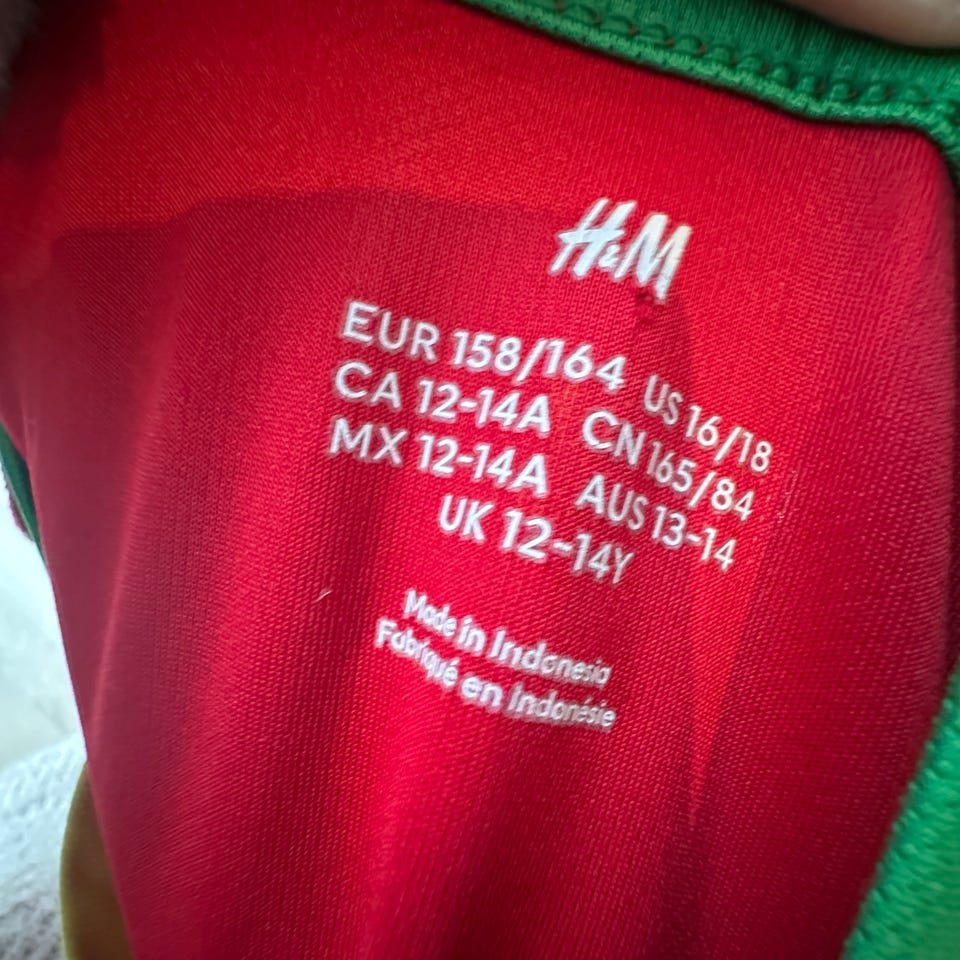 H&M
EUR 158/164 US 16/18
CA 12-14A CN 165/84
MX 12-14A AUS 13-14
UK 12-14Y
Made in Indonesia
Fabriqué en Indonésie